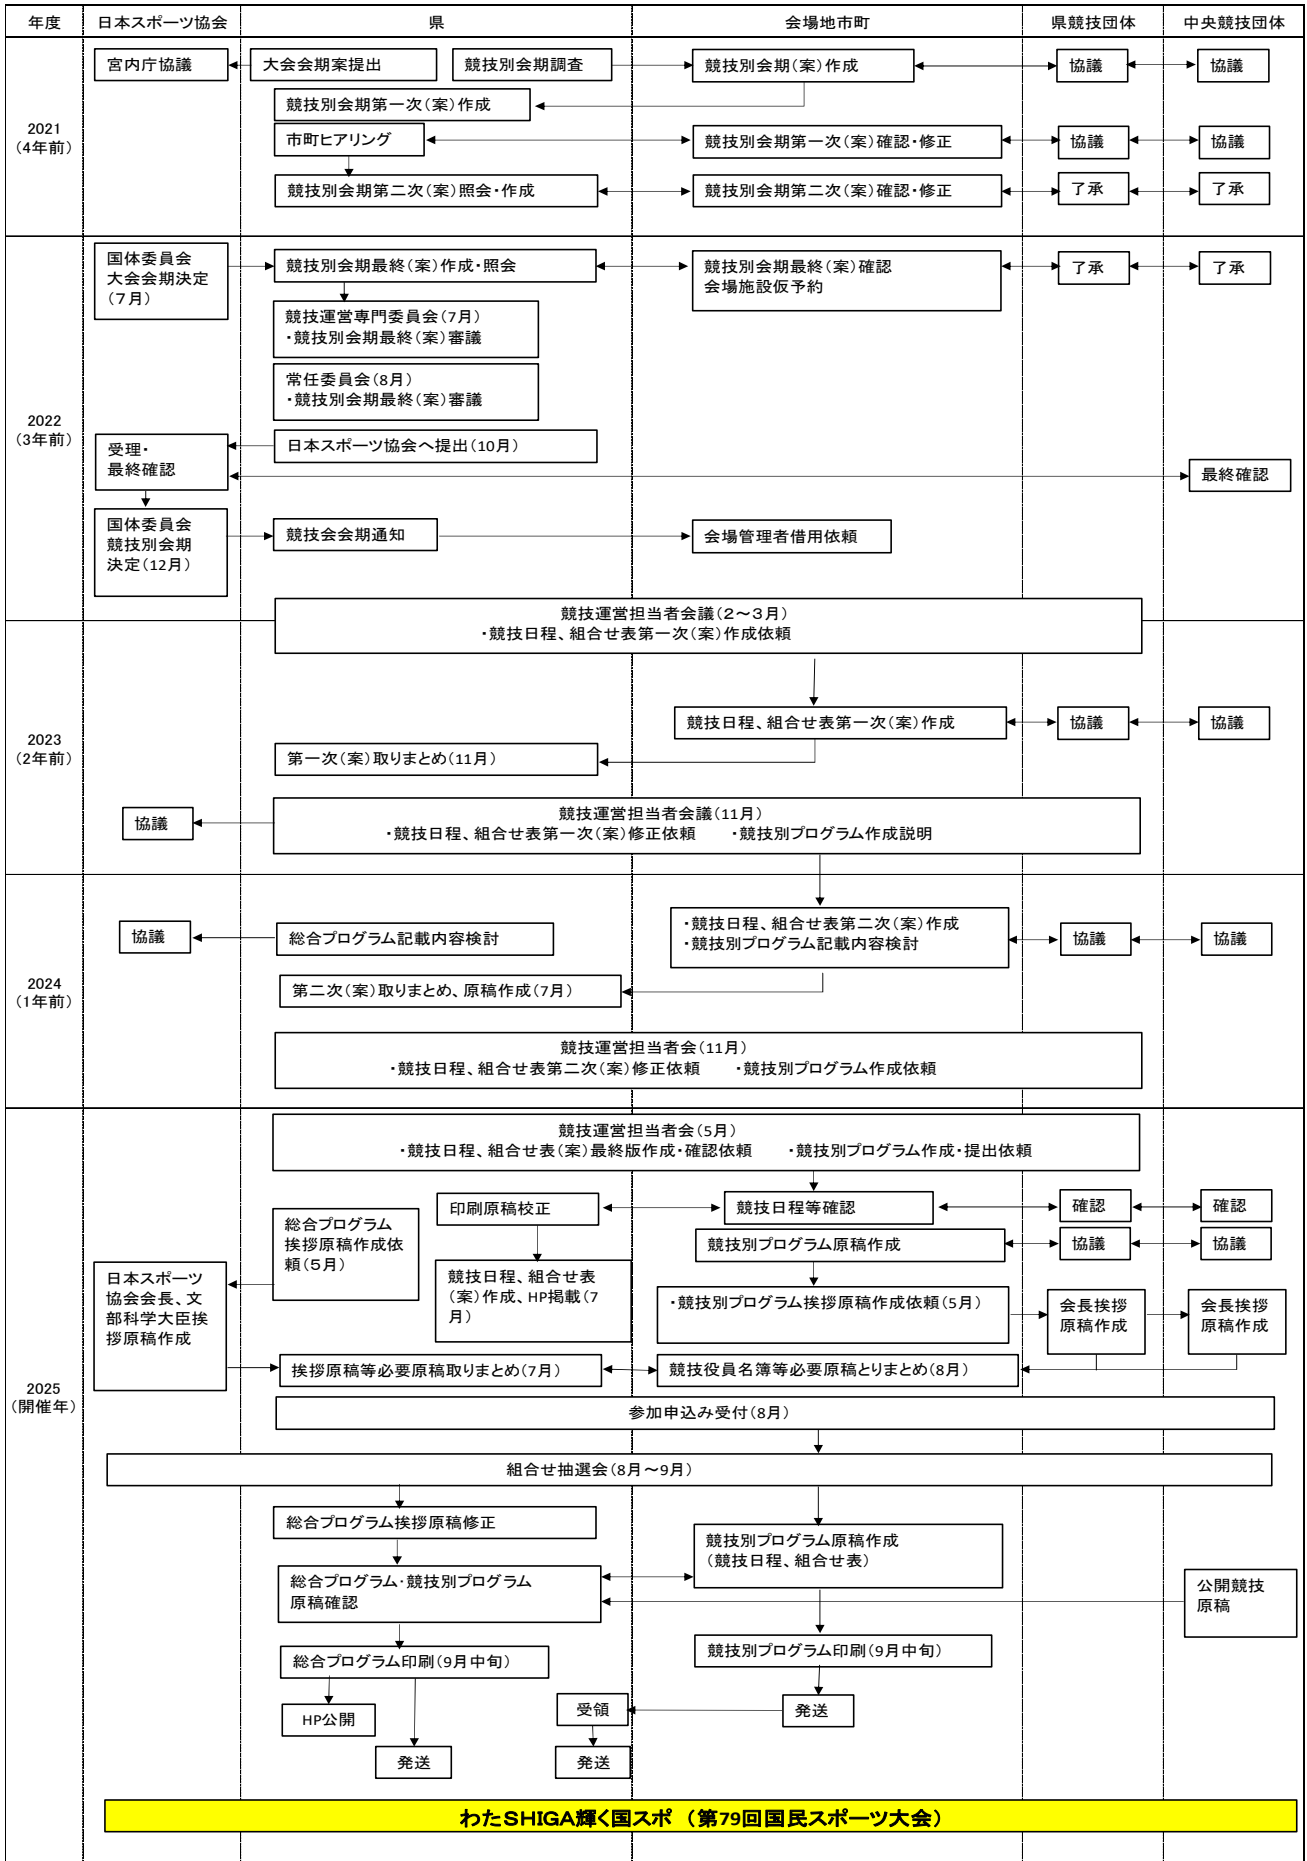 年度 日本スポーツ協会 県 会場地市町 県競技団体 中央競技団体
2021
(4年前)
宮内庁協議 大会会期案提出 競技別会期調査 競技別会期(案)作成 協議 協議
競技別会期第一次(案)作成
市町ヒアリング 競技別会期第一次(案)確認・修正 協議 協議
競技別会期第二次(案)照会・作成 競技別会期第二次(案)確認・修正 了承 了承
2022
(3年前)
国体委員会
大会会期決定
(7月)
競技別会期最終(案)作成・照会
競技別会期最終(案)確認
会場施設仮予約
了承 了承
競技運営専門委員会(7月)
・競技別会期最終(案)審議
常任委員会(8月)
・競技別会期最終(案)審議
受理・
最終確認
日本スポーツ協会へ提出(10月)
最終確認
国体委員会
競技別会期
決定(12月)
競技会会期通知 会場管理者借用依頼
競技運営担当者会議(2～3月)
・競技日程、組合せ表第一次(案)作成依頼
2023
(2年前)
競技日程、組合せ表第一次(案)作成 協議 協議
第一次(案)取りまとめ(11月)
協議
競技運営担当者会議(11月)
・競技日程、組合せ表第一次(案)修正依頼 ・競技別プログラム作成説明
2024
(1年前)
協議 総合プログラム記載内容検討
・競技日程、組合せ表第二次(案)作成
・競技別プログラム記載内容検討
協議 協議
第二次(案)取りまとめ、原稿作成(7月)
競技運営担当者会(11月)
・競技日程、組合せ表第二次(案)修正依頼 ・競技別プログラム作成依頼
2025
(開催年)
競技運営担当者会(5月)
・競技日程、組合せ表(案)最終版作成・確認依頼 ・競技別プログラム作成・提出依頼
印刷原稿校正 競技日程等確認 確認 確認
総合プログラム
挨拶原稿作成依
頼(5月)
競技別プログラム原稿作成 協議 協議
日本スポーツ
協会会長、文
部科学大臣挨
拶原稿作成
競技日程、組合せ表
(案)作成、HP掲載(7
月)
・競技別プログラム挨拶原稿作成依頼(5月)
会長挨拶
原稿作成
会長挨拶
原稿作成
挨拶原稿等必要原稿取りまとめ(7月) 競技役員名簿等必要原稿とりまとめ(8月)
参加申込み受付(8月)
組合せ抽選会(8月～9月)
総合プログラム挨拶原稿修正
競技別プログラム原稿作成
(競技日程、組合せ表)
総合プログラム・競技別プログラム
原稿確認
公開競技
原稿
総合プログラム印刷(9月中旬) 競技別プログラム印刷(9月中旬)
HP公開 受領 発送
発送 発送
わたSHIGA輝く国スポ (第79回国民スポーツ大会)